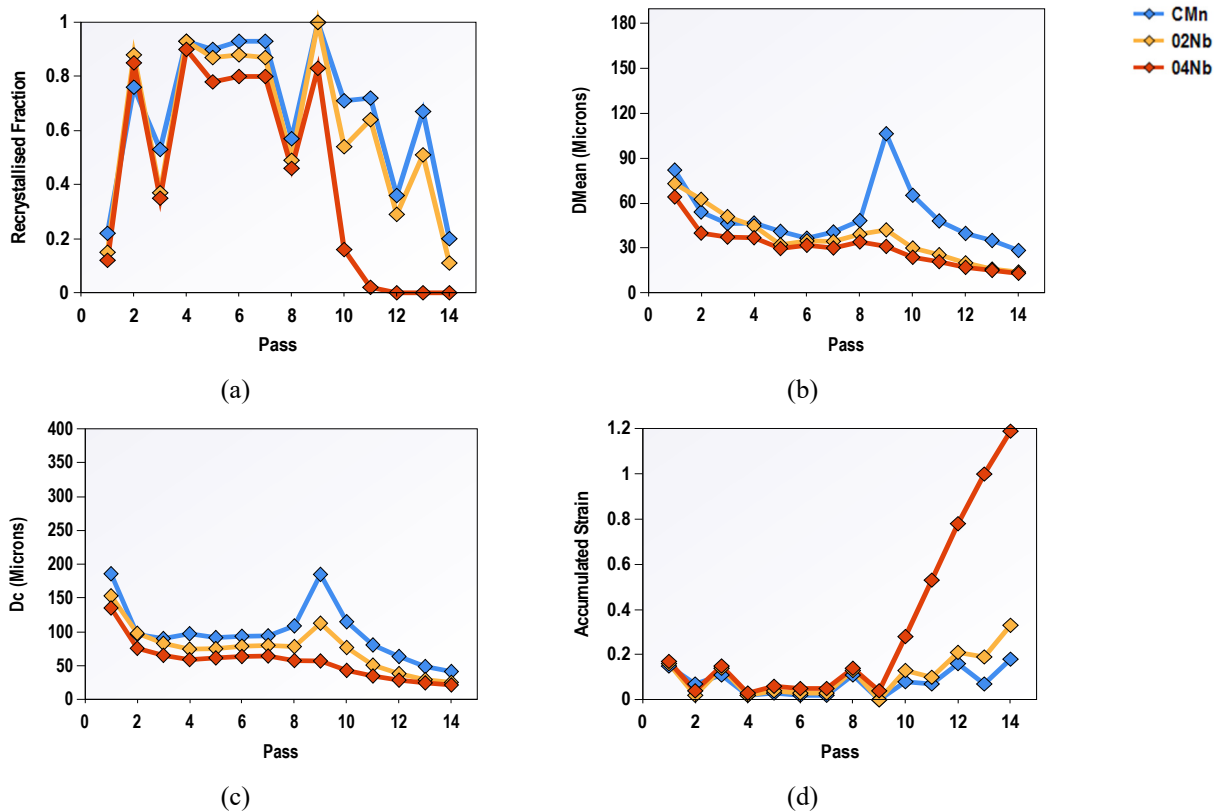 CMn
02Nb
04Nb
1
0.8
0.6
0.4
0.2
0
Recrystallised Fraction
0 2 4 6 8 10 12 14
Pass
(a)
180
150
120
90
60
30
0
DMean (Microns)
0 2 4 6 8 10 12 14
Pass
(b)
400
350
300
250
200
150
100
50
0
Dc (Microns)
0 2 4 6 8 10 12 14
Pass
(c)
1.2
1
0.8
0.6
0.4
0.2
0
Accumulated Strain
0 2 4 6 8 10 12 14
Pass
(d)